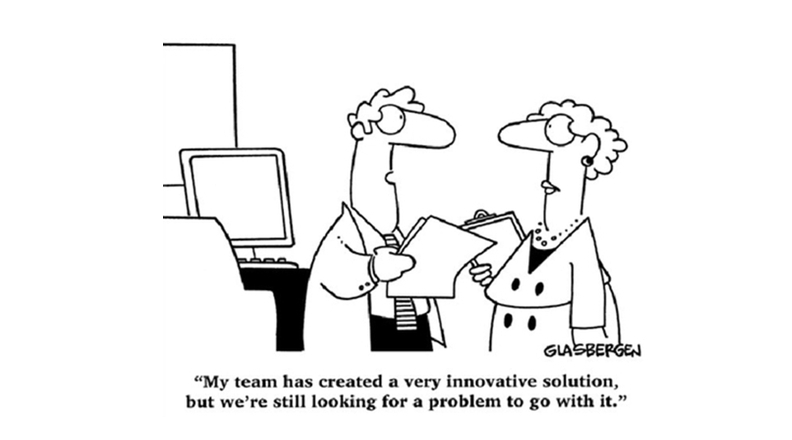 GLASBERGEN
“My team has created a very innovative solution,
but we’re still looking for a problem to go with it.”